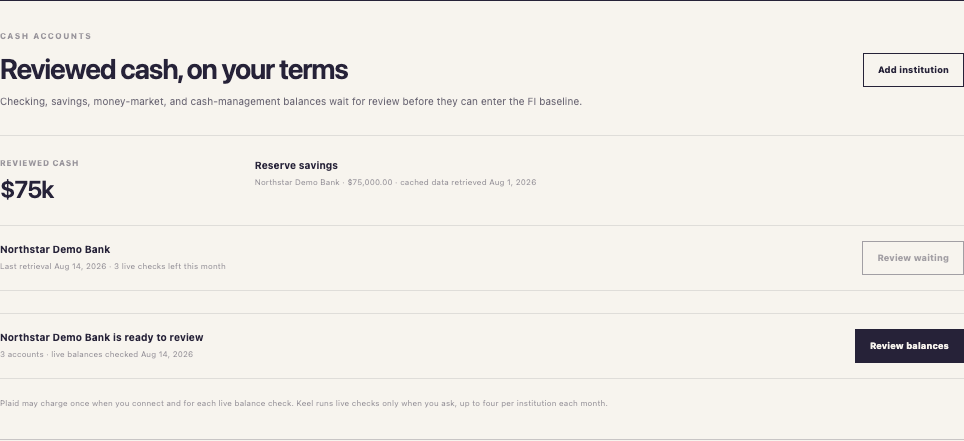 CASH ACCOUNTS
Reviewed cash, on your terms
Add institution
Checking, savings, money-market, and cash-management balances wait for review before they can enter the FI baseline.
REVIEWED CASH
$75k
Reserve savings
Northstar Demo Bank · $75,000.00 · cached data retrieved Aug 1, 2026
Northstar Demo Bank
Last retrieval Aug 14, 2026 · 3 live checks left this month
Review waiting
Northstar Demo Bank is ready to review
3 accounts · live balances checked Aug 14, 2026
Review balances
Plaid may charge once when you connect and for each live balance check. Keel runs live checks only when you ask, up to four per institution each month.